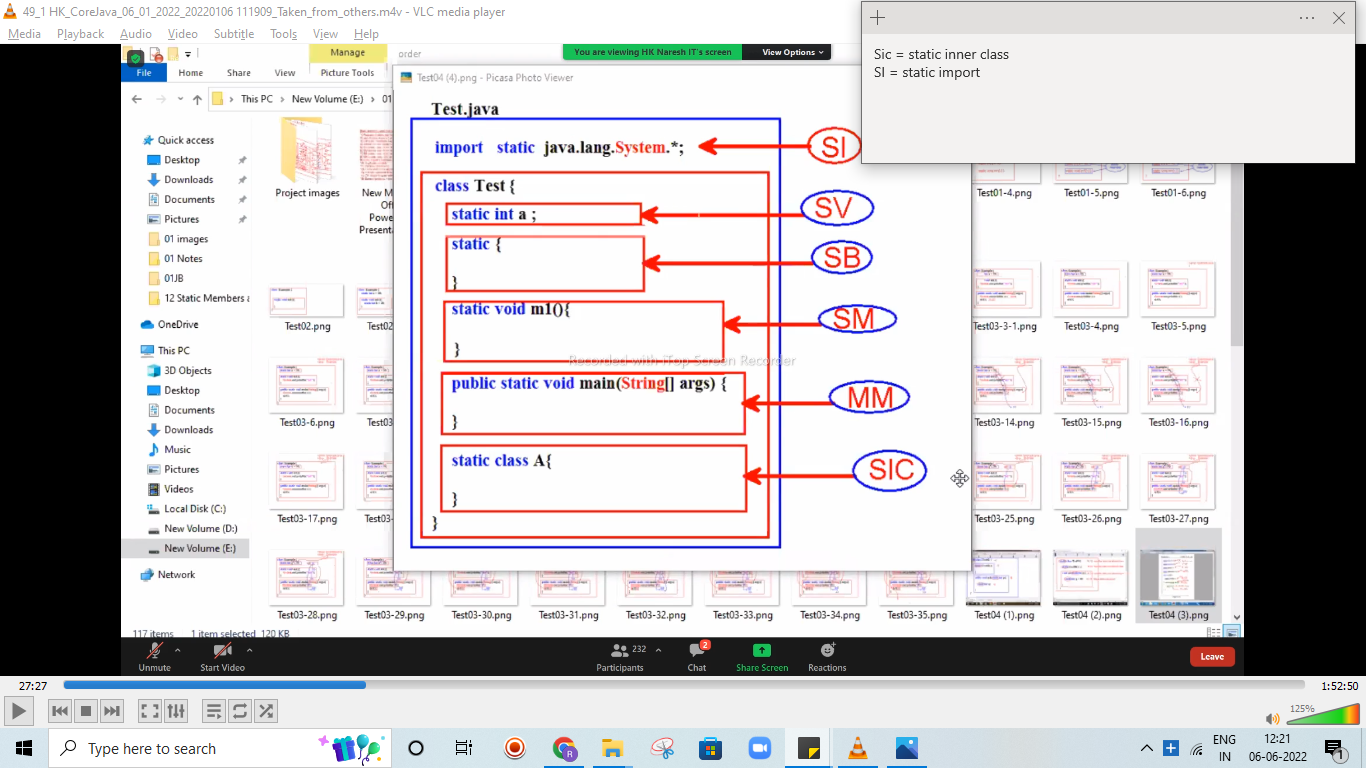 49_1 HK_CoreJava_06_01_2022_20220106 111909_Taken_from_others.m4v - VLC media player
Media Playback Audio Video Subtitle Tools View Help
Sic = static inner class
SI = static import
Manage
order
You are viewing HK Naresh IT's screen
View Options
File Home Share View Picture Tools
Test04 (4).png - Picasa Photo Viewer
This PC > New Volume (E:) > 01
Quick access
Desktop
Downloads
Documents
Pictures
01 images
01 Notes
01JB
12 Static Members
OneDrive
This PC
3D Objects
Desktop
Documents
Downloads
Music
Pictures
Videos
Local Disk (C:)
New Volume (D:)
New Volume (E:)
Network
Project images
New M
Off
Powe
Present
Test.java
import static java.lang.System.*;
SI
class Test {
static int a ;
SV
static {
SB
}
static void m1(){
SM
}
Recorded with iTop Screen Recorder
public static void main(String[] args) {
MM
}
static class A{
SIC
}
}
Test01-4.png Test01-5.png Test01-6.png
Test02.png Test02 Test03-3-1.png Test03-4.png Test03-5.png
Test03-6.png Test03- Test03-14.png Test03-15.png Test03-16.png
Test03-17.png Test03- Test03-25.png Test03-26.png Test03-27.png
Test03-28.png Test03-29.png Test03-30.png Test03-31.png Test03-32.png Test03-33.png Test03-34.png Test03-35.png Test04 (1).png Test04 (2).png Test04 (3).png
117 items 1 item selected 120 KB
Unmute Start Video Participants 232 Chat 2 Share Screen Reactions Leave
27:27 1:52:50
125%
Type here to search
ENG
IN
12:21
06-06-2022
1